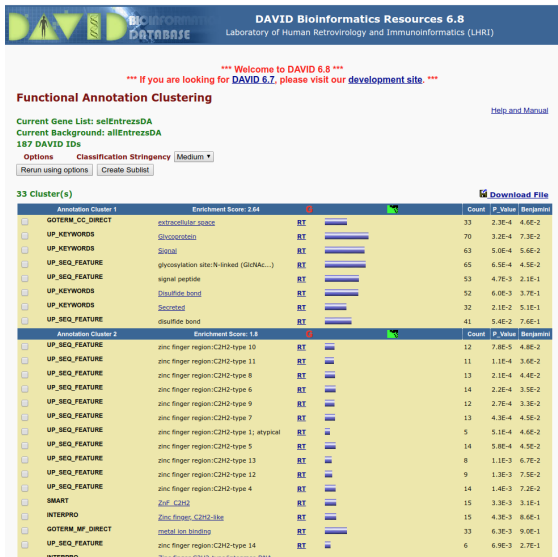 DAVID BIOINFORMATICS DATABASE
DAVID Bioinformatics Resources 6.8
Laboratory of Human Retrovirology and Immunoinformatics (LHRI)
*** Welcome to DAVID 6.8 ***
*** If you are looking for DAVID 6.7, please visit our development site. ***
Functional Annotation Clustering
Help and Manual
Current Gene List: selEntrezsDA
Current Background: allEntrezsDA
187 DAVID IDs
Options Classification Stringency Medium
Rerun using options Create Sublist
33 Cluster(s) Download File
Annotation Cluster 1 Enrichment Score: 2.64 G Count P_Value Benjamini
GOTERM_CC_DIRECT extracellular space RT 33 2.3E-4 4.6E-2
UP_KEYWORDS Glycoprotein RT 70 3.2E-4 7.3E-2
UP_KEYWORDS Signal RT 63 5.0E-4 5.6E-2
UP_SEQ_FEATURE glycosylation site:N-linked (GlcNAc...) RT 65 6.5E-4 4.5E-2
UP_SEQ_FEATURE signal peptide RT 53 4.7E-3 2.1E-1
UP_KEYWORDS Disulfide bond RT 52 6.0E-3 3.7E-1
UP_KEYWORDS Secreted RT 32 2.1E-2 5.1E-1
UP_SEQ_FEATURE disulfide bond RT 41 5.4E-2 7.6E-1
Annotation Cluster 2 Enrichment Score: 1.8 G Count P_Value Benjamini
UP_SEQ_FEATURE zinc finger region:C2H2-type 10 RT 12 7.8E-5 4.8E-2
UP_SEQ_FEATURE zinc finger region:C2H2-type 11 RT 11 1.1E-4 3.6E-2
UP_SEQ_FEATURE zinc finger region:C2H2-type 8 RT 13 2.1E-4 4.4E-2
UP_SEQ_FEATURE zinc finger region:C2H2-type 6 RT 14 2.2E-4 3.5E-2
UP_SEQ_FEATURE zinc finger region:C2H2-type 9 RT 12 2.7E-4 3.3E-2
UP_SEQ_FEATURE zinc finger region:C2H2-type 7 RT 13 4.3E-4 4.5E-2
UP_SEQ_FEATURE zinc finger region:C2H2-type 1; atypical RT 5 5.1E-4 4.6E-2
UP_SEQ_FEATURE zinc finger region:C2H2-type 5 RT 14 5.8E-4 4.5E-2
UP_SEQ_FEATURE zinc finger region:C2H2-type 13 RT 8 1.1E-3 6.7E-2
UP_SEQ_FEATURE zinc finger region:C2H2-type 12 RT 9 1.3E-3 7.5E-2
UP_SEQ_FEATURE zinc finger region:C2H2-type 4 RT 14 1.4E-3 7.2E-2
SMART ZnF_C2H2 RT 15 3.3E-3 3.1E-1
INTERPRO Zinc finger, C2H2-like RT 15 4.3E-3 8.6E-1
GOTERM_MF_DIRECT metal ion binding RT 33 6.3E-3 9.0E-1
UP_SEQ_FEATURE zinc finger region:C2H2-type 14 RT 6 6.9E-3 2.7E-1
INTERPRO